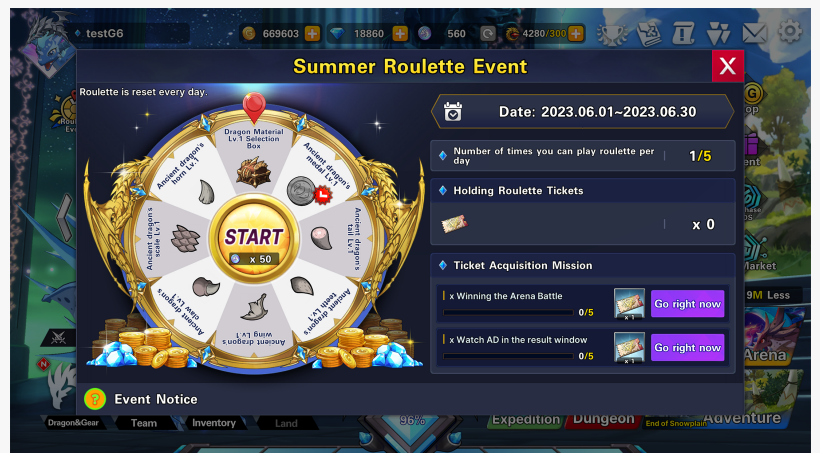 testG6
669603
18860
560
4280/300
Summer Roulette Event
X
Roulette is reset every day.
Date: 2023.06.01~2023.06.30
Dragon Material
Lv.1 Selection
Box
Ancient dragon's
medal Lv.1
Ancient dragon's
tail Lv.1
Ancient dragon's
teeth Lv.1
Ancient dragon's
wing Lv.1
Ancient dragon's
claw Lv.1
Ancient dragon's
scale Lv.1
Ancient dragon's
horn Lv.1
START
x 50
Number of times you can play roulette per
day
1/5
Holding Roulette Tickets
x 0
Ticket Acquisition Mission
x Winning the Arena Battle
0/5
x 1
Go right now
x Watch AD in the result window
0/5
x 1
Go right now
9M Less
Arena
N
? Event Notice
Dragon&Gear
Team
Inventory
Land
96%
Expedition
Dungeon
End of Snowplain
Adventure